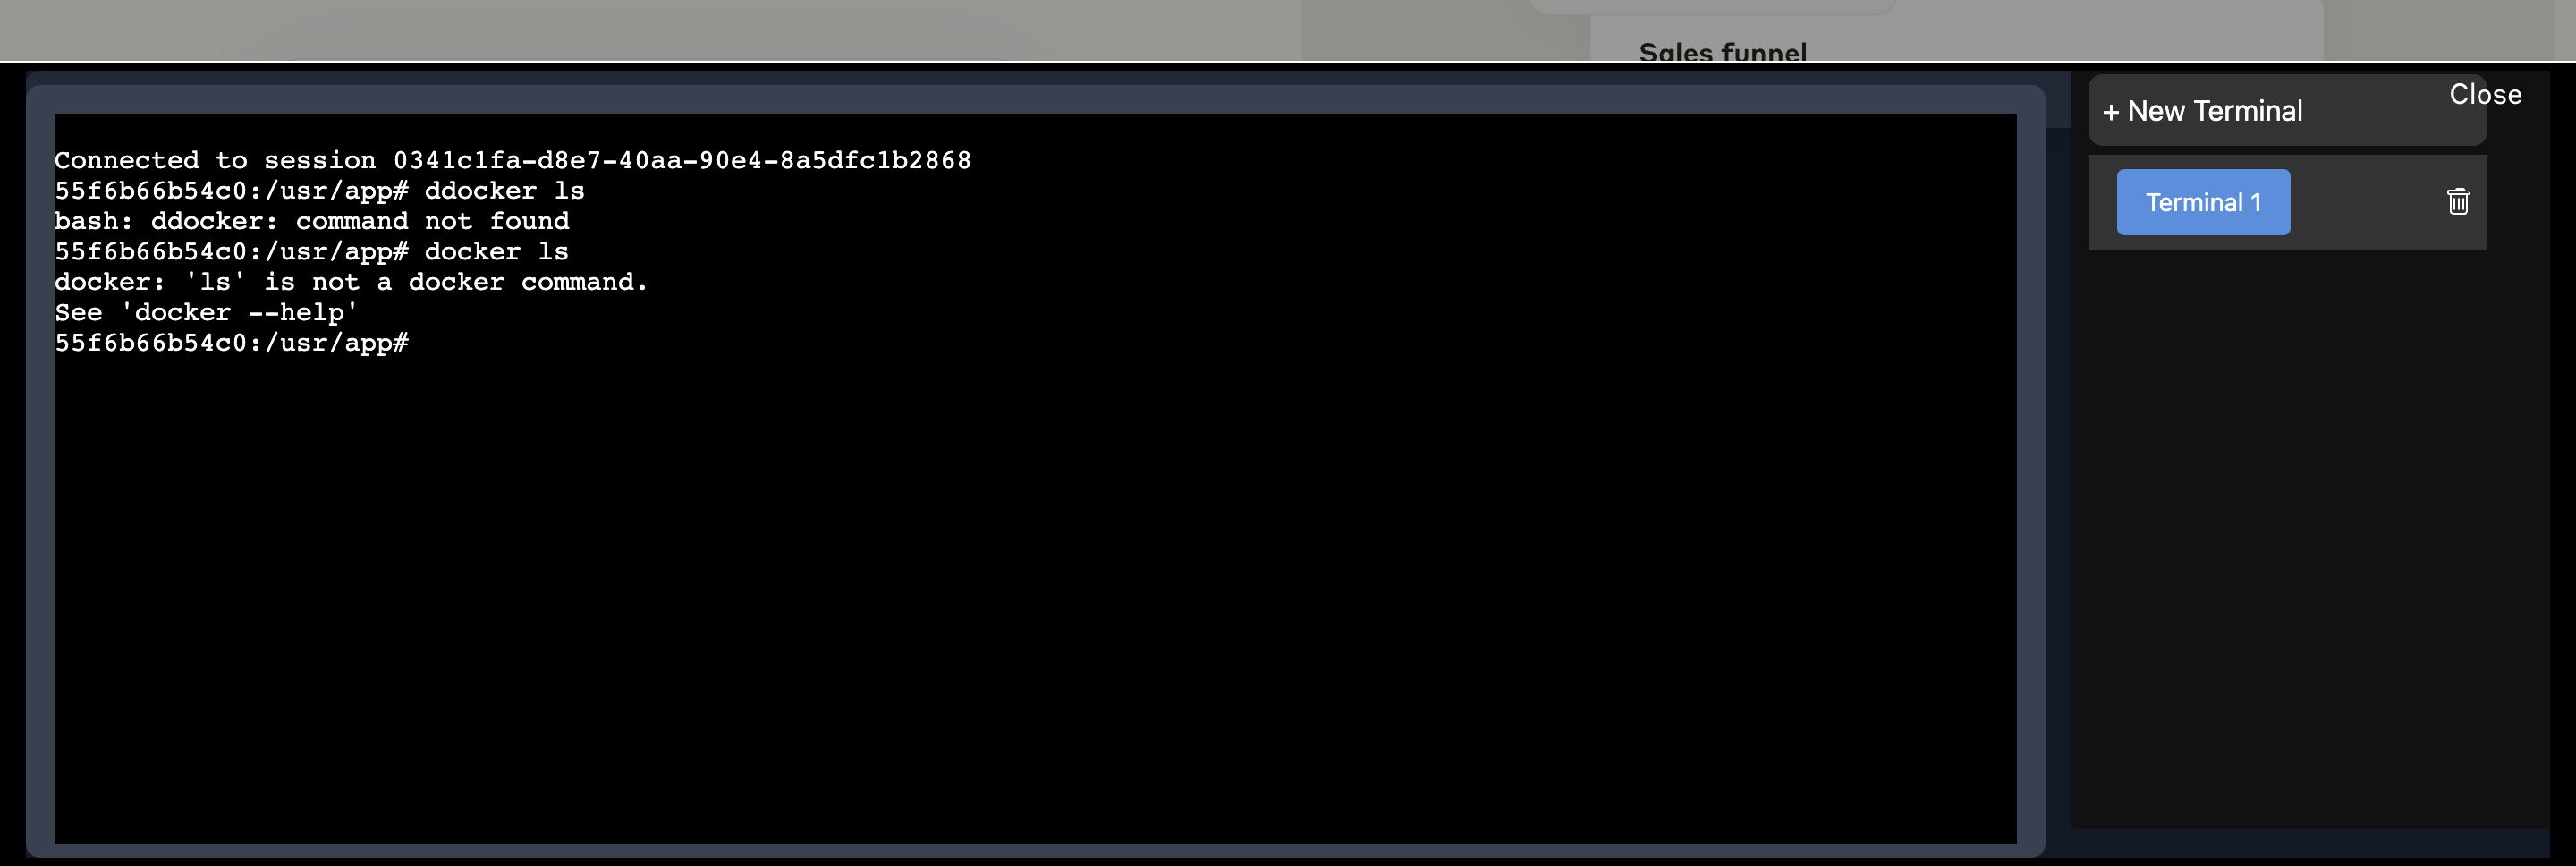 Sales funnel
Connected to session 0341c1fa-d8e7-40aa-90e4-8a5dfc1b2868
55f6b66b54c0:/usr/app# ddocker ls
bash: ddocker: command not found
55f6b66b54c0:/usr/app# docker ls
docker: 'ls' is not a docker command.
See 'docker --help'
55f6b66b54c0:/usr/app#
+ New Terminal
Close
Terminal 1